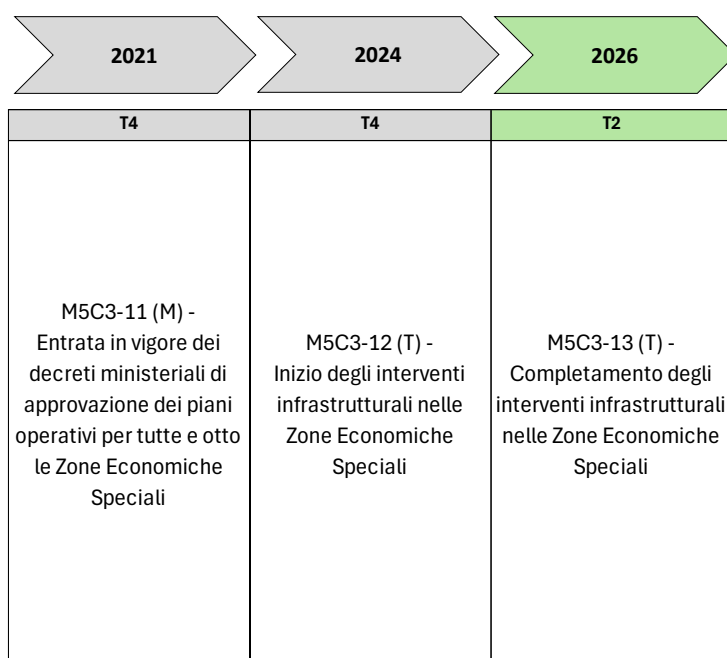 2021
2024
2026
T4
T4
T2
M5C3-11 (M) -
Entrata in vigore dei
decreti ministeriali di
approvazione dei piani
operativi per tutte e otto
le Zone Economiche
Speciali
M5C3-12 (T) -
Inizio degli interventi
infrastrutturali nelle
Zone Economiche
Speciali
M5C3-13 (T) -
Completamento degli
interventi infrastrutturali
nelle Zone Economiche
Speciali